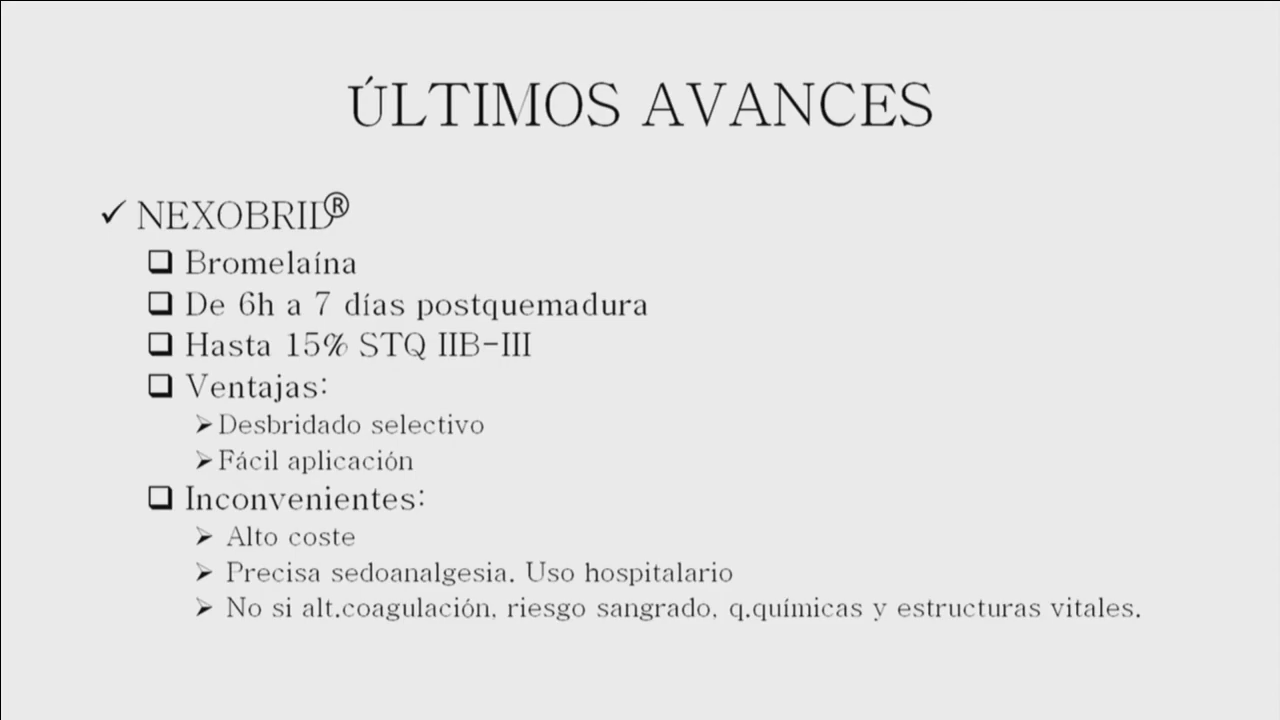 ÚLTIMOS AVANCES
NEXOBRID®
Bromelaína
De 6h a 7 días postquemadura
Hasta 15% STQ IIB-III
Ventajas:
Desbridado selectivo
Fácil aplicación
Inconvenientes:
Alto coste
Precisa sedoanalgesia. Uso hospitalario
No si alt.coagulación, riesgo sangrado, q.químicas y estructuras vitales.